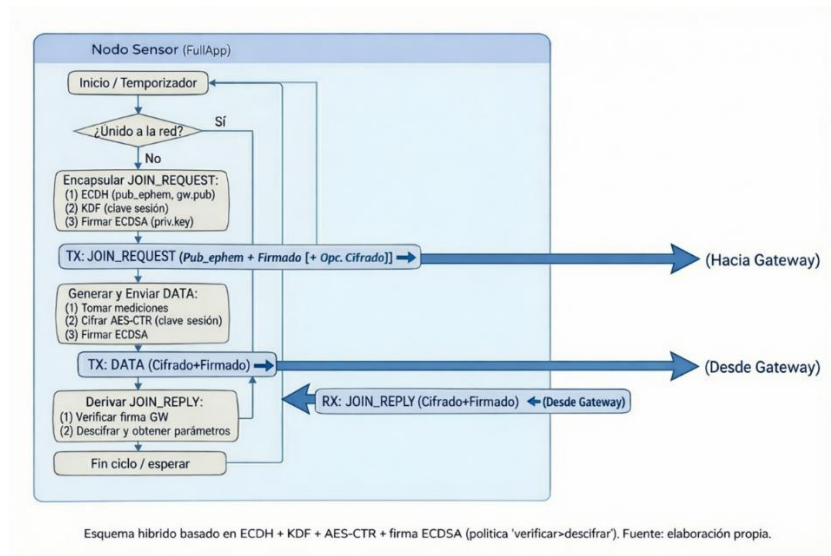 Nodo Sensor (FullApp)
Inicio / Temporizador
¿Únido a la red?
Sí
No
Encapsular JOIN_REQUEST:
(1) ECDH (pub_ephem, gw.pub)
(2) KDF (clave sesión)
(3) Firmar ECDSA (priv.key)
TX: JOIN_REQUEST (Pub_ephem + Firmado [+ Opc. Cifrado]]
(Hacia Gateway)
Generar y Enviar DATA:
(1) Tomar mediciones
(2) Cifrar AES-CTR (clave sesión)
(3) Firmar ECDSA
TX: DATA (Cifrado+Firmado)
(Desde Gateway)
Derivar JOIN_REPLY:
(1) Verificar firma GW
(2) Descifrar y obtener parámetros
RX: JOIN_REPLY (Cifrado+Firmado) (Desde Gateway)
Fin ciclo / esperar
Esquema hibrido basado en ECDH + KDF + AES-CTR + firma ECDSA (politica 'verificar>descifrar'). Fuente: elaboración propia.